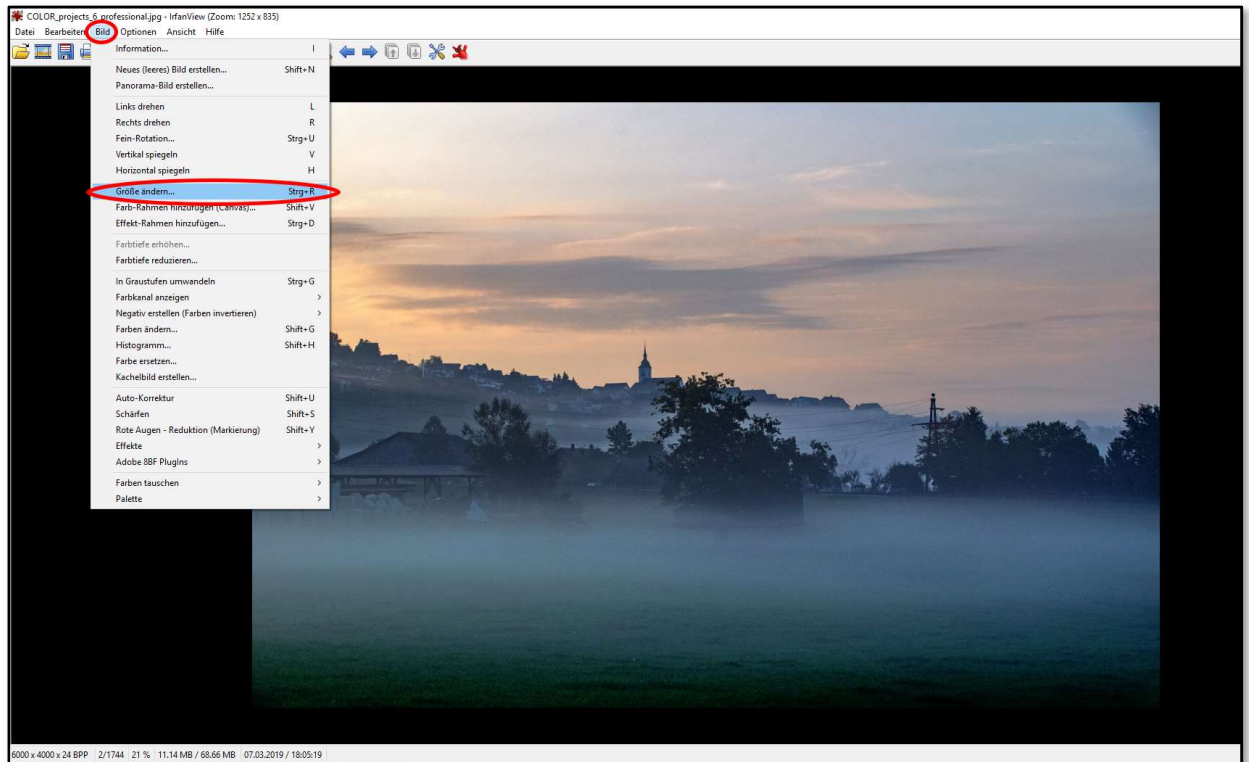 COLOR_projects_6_professional.jpg - IrfanView (Zoom: 1252 x 835)
Datei Bearbeiten Bild Optionen Ansicht Hilfe
Information... I
Neues (leeres) Bild erstellen... Shift+N
Panorama-Bild erstellen...
Links drehen L
Rechts drehen R
Fein-Rotation... Strg+U
Vertikal spiegeln V
Horizontal spiegeln H
Größe ändern... Strg+R
Farb-Rahmen hinzufügen (Canvas)... Shift+V
Effekt-Rahmen hinzufügen... Strg+D
Farbtiefe erhöhen...
Farbtiefe reduzieren...
In Graustufen umwandeln Strg+G
Farbkanal anzeigen >
Negativ erstellen (Farben invertieren) >
Farben ändern... Shift+G
Histogramm... Shift+H
Farbe ersetzen...
Kachelbild erstellen...
Auto-Korrektur Shift+U
Schärfen Shift+S
Rote Augen - Reduktion (Markierung) Shift+Y
Effekte >
Adobe 8BF PlugIns >
Farben tauschen >
Palette >
6000 x 4000 x 24 BPP 2/1744 21 % 11.14 MB / 68.66 MB 07.03.2019 / 18:05:19